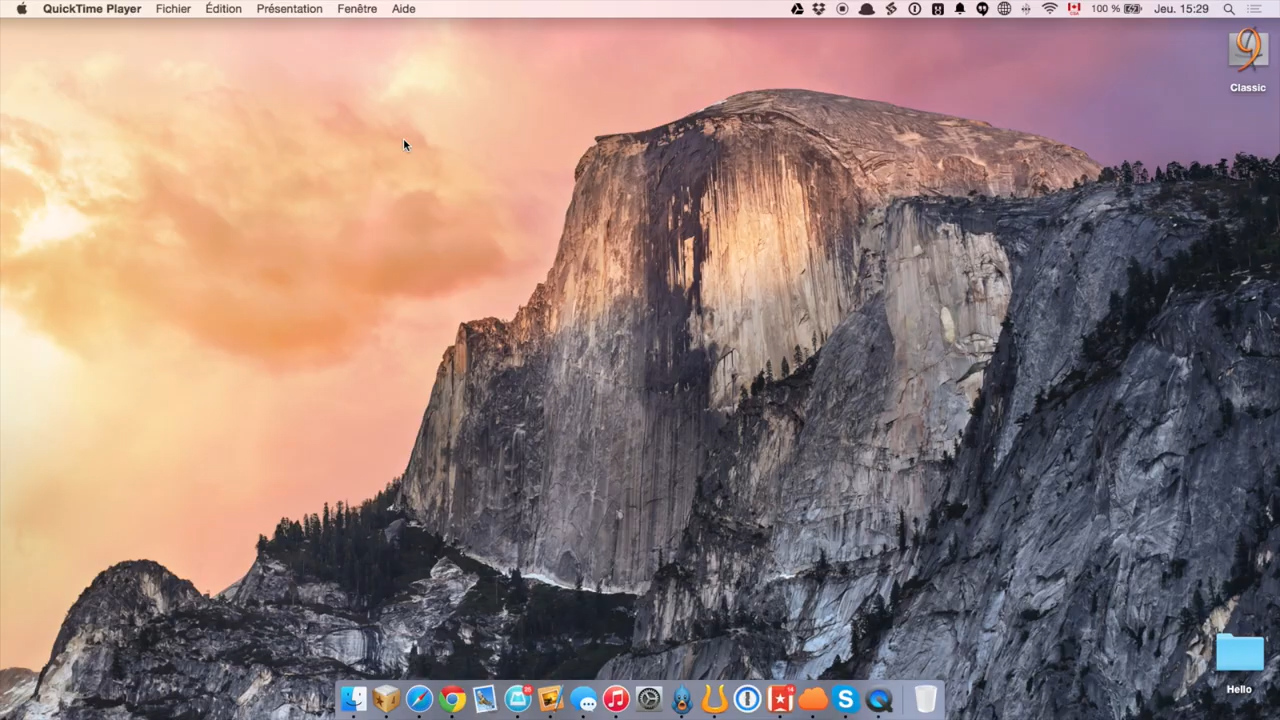 QuickTime Player Fichier Édition Présentation Fenêtre Aide 100 % Jeu. 15:29
Classic
Hello